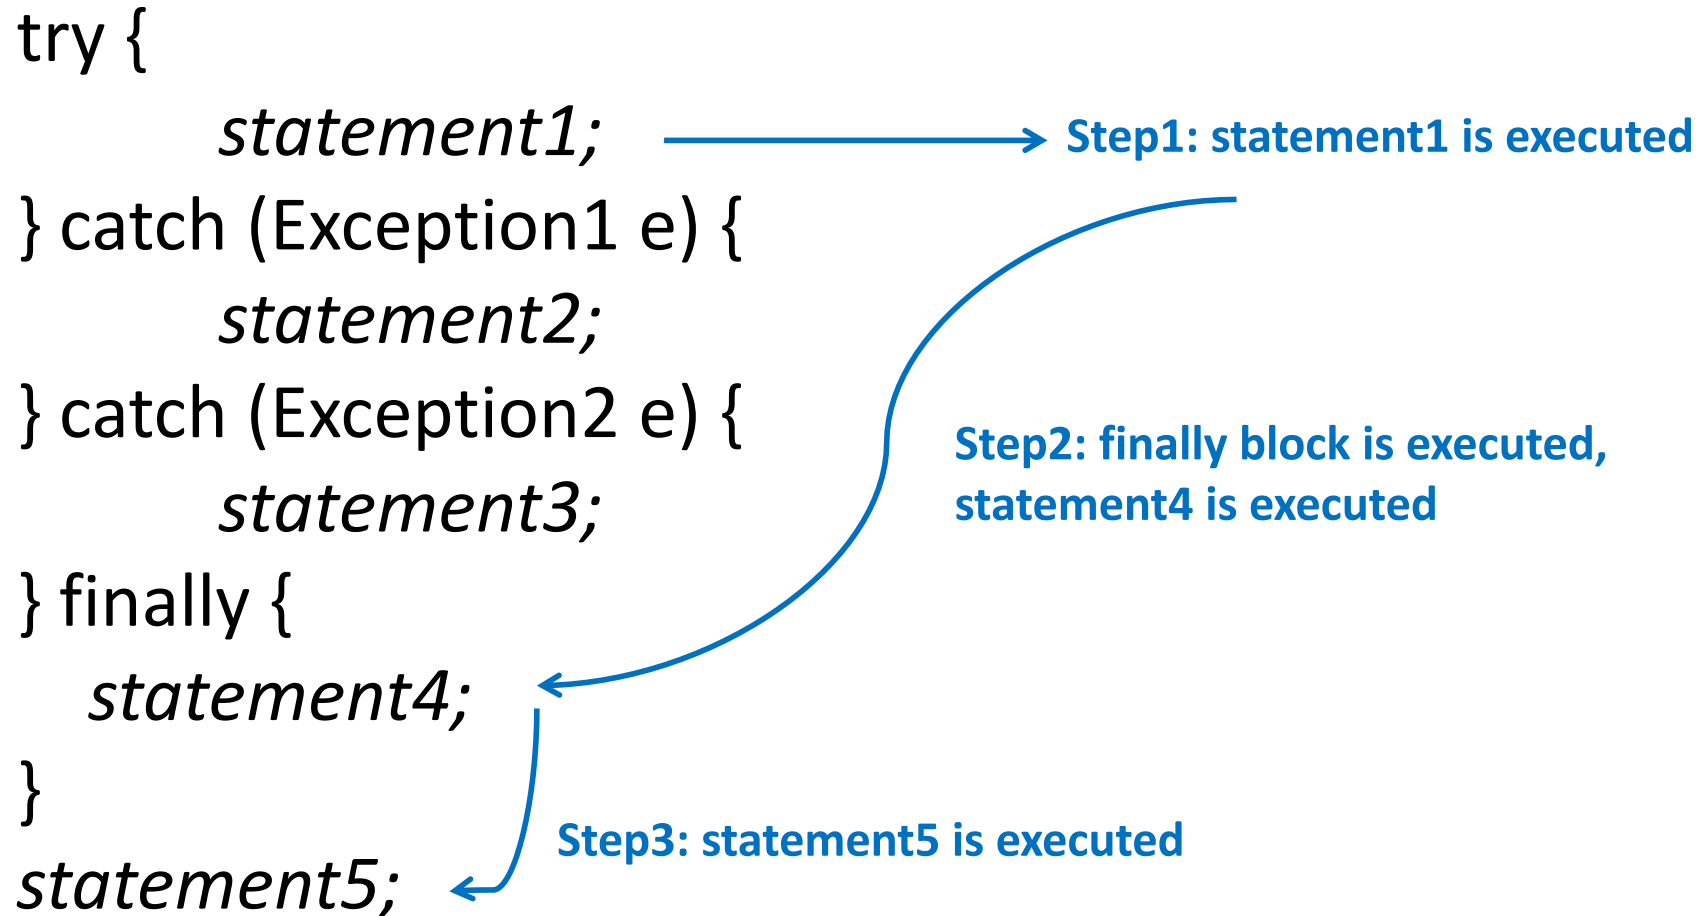 try {
statement1;
Step1: statement1 is executed
} catch (Exception1 e) {
statement2;
} catch (Exception2 e) {
Step2: finally block is executed,
statement4 is executed
statement3;
} finally {
statement4;
}
Step3: statement5 is executed
statement5;